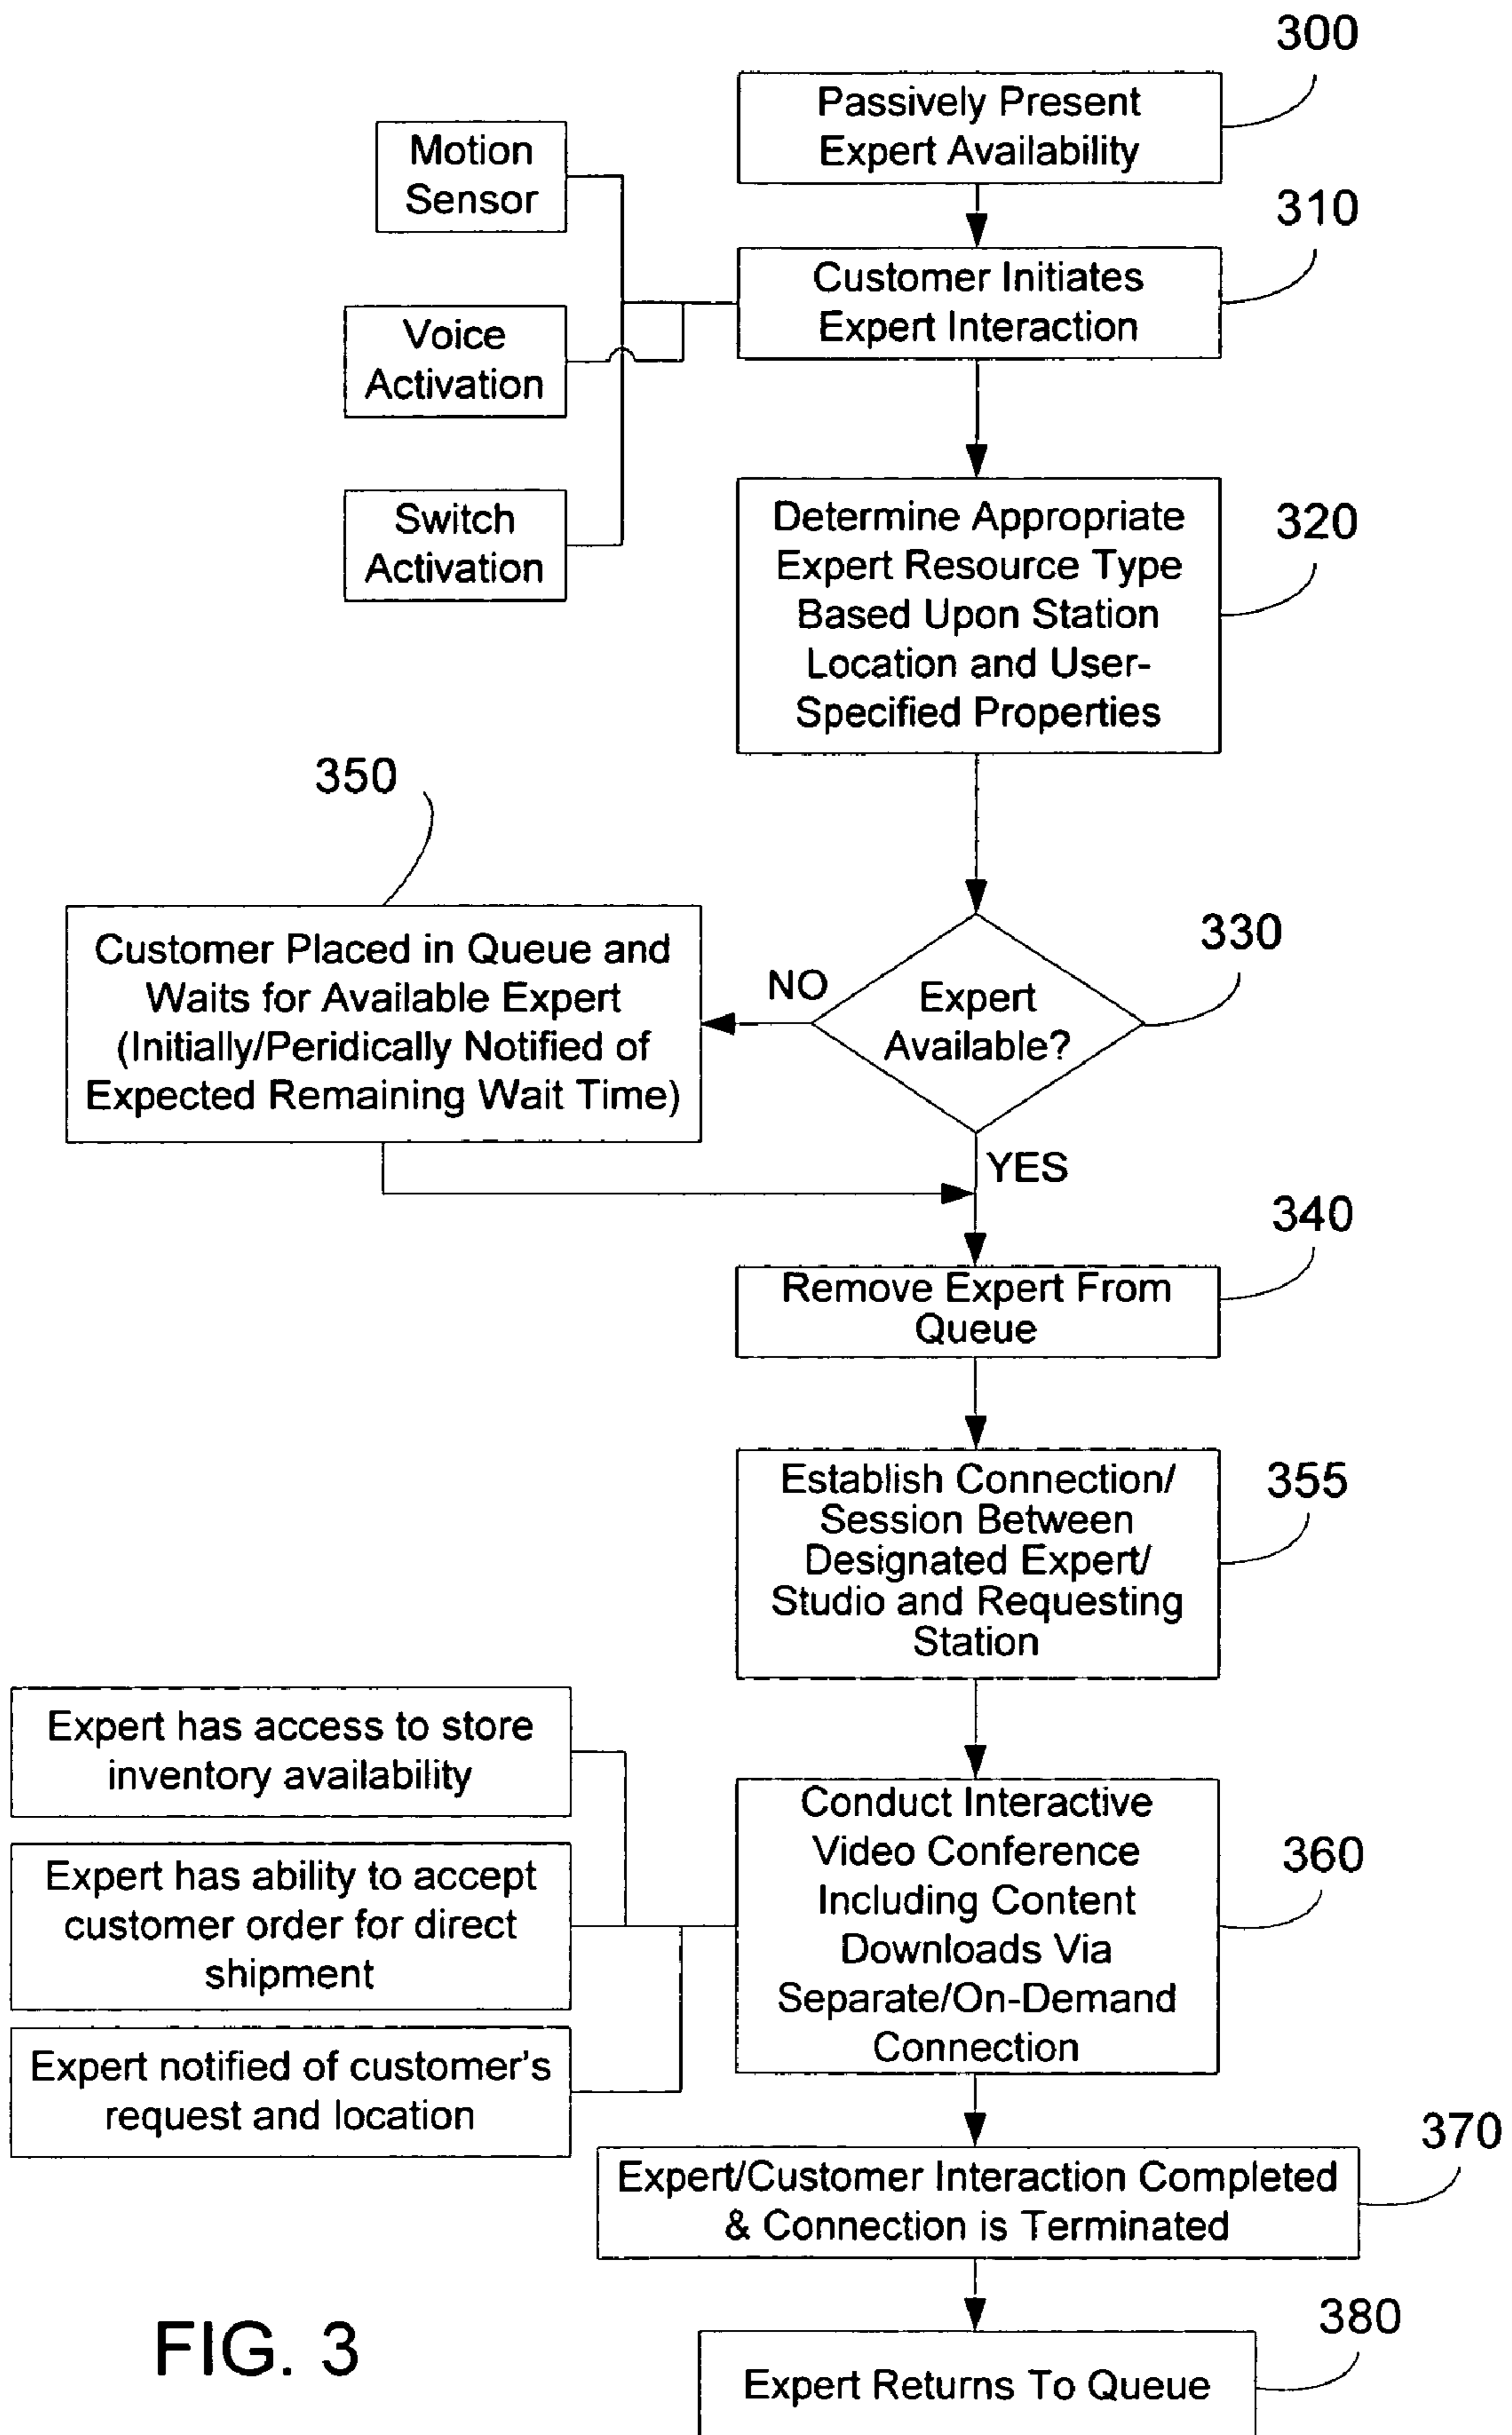 300
Passively Present
Expert Availability
Motion
Sensor
310
Customer Initiates
Expert Interaction
Voice
Activation
Switch
Activation
320
Determine Appropriate
Expert Resource Type
Based Upon Station
Location and User-
Specified Properties
350
Customer Placed in Queue and
Waits for Available Expert
(Initially/Peridically Notified of
Expected Remaining Wait Time)
NO
330
Expert
Available?
YES
340
Remove Expert From
Queue
355
Establish Connection/
Session Between
Designated Expert/
Studio and Requesting
Station
Expert has access to store
inventory availability
Expert has ability to accept
customer order for direct
shipment
Expert notified of customer's
request and location
360
Conduct Interactive
Video Conference
Including Content
Downloads Via
Separate/On-Demand
Connection
370
Expert/Customer Interaction Completed
& Connection is Terminated
380
Expert Returns To Queue
FIG. 3